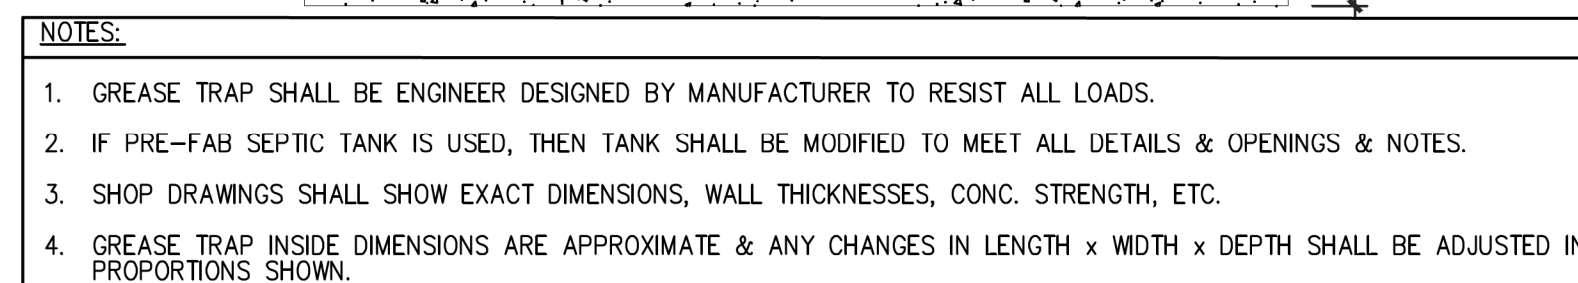 NOTES:
1. GREASE TRAP SHALL BE ENGINEER DESIGNED BY MANUFACTURER TO RESIST ALL LOADS.
2. IF PRE-FAB SEPTIC TANK IS USED, THEN TANK SHALL BE MODIFIED TO MEET ALL DETAILS & OPENINGS & NOTES.
3. SHOP DRAWINGS SHALL SHOW EXACT DIMENSIONS, WALL THICKNESSES, CONC. STRENGTH, ETC.
4. GREASE TRAP INSIDE DIMENSIONS ARE APPROXIMATE & ANY CHANGES IN LENGTH x WIDTH x DEPTH SHALL BE ADJUSTED IN
PROPORTIONS SHOWN.